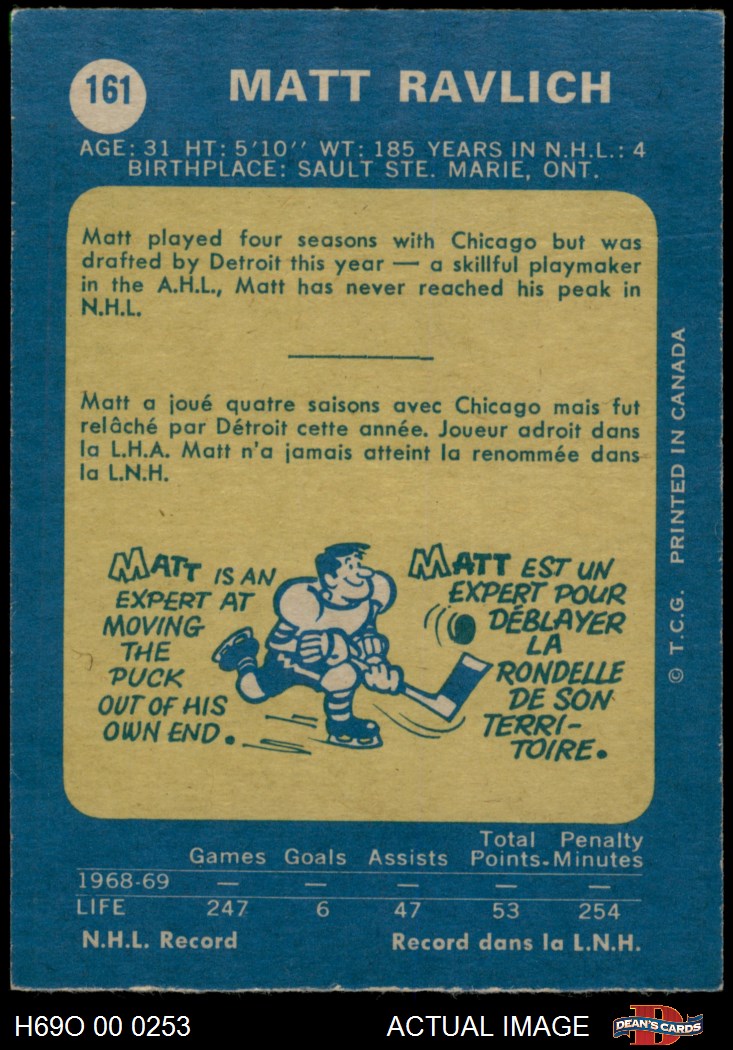 161
MATT RAVLICH
AGE: 31 HT: 5'10'' WT: 185 YEARS IN N.H.L.: 4
BIRTHPLACE: SAULT STE. MARIE, ONT.
Matt played four seasons with Chicago but was
drafted by Detroit this year — a skillful playmaker
in the A.H.L., Matt has never reached his peak in
N.H.L.
Matt a joué quatre saisons avec Chicago mais fut
relâché par Détroit cette année. Joueur adroit dans
la L.H.A. Matt n'a jamais atteint la renommée dans
la L.N.H.
MATT IS AN
EXPERT AT
MOVING
THE
PUCK
OUT OF HIS
OWN END.
MATT EST UN
EXPERT POUR
DÉBLAYER
LA
RONDELLE
DE SON
TERRI-
TOIRE.
© T.C.G. PRINTED IN CANADA
Total Penalty
Games Goals Assists Points-Minutes
1968-69 — — — — —
LIFE 247 6 47 53 254
N.H.L. Record Record dans la L.N.H.
H69O 00 0253 ACTUAL IMAGE D DEAN'S CARDS